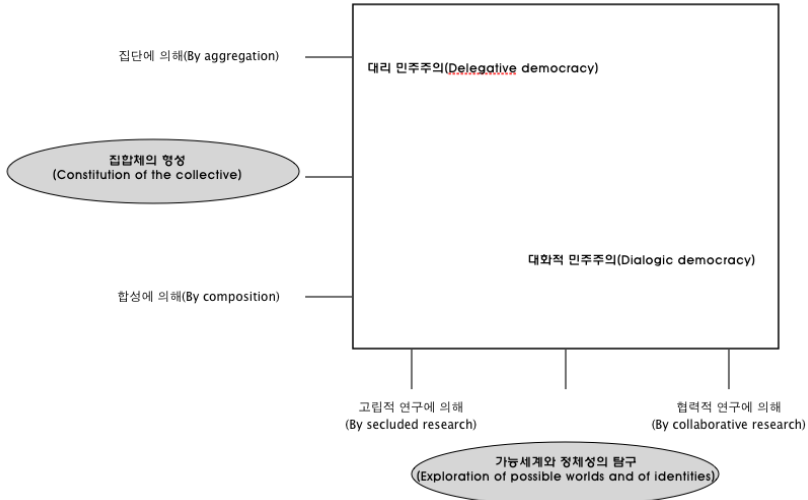 집단에 의해(By aggregation)
대리 민주주의(Delegative democracy)
집합체의 형성
(Constitution of the collective)
대화적 민주주의(Dialogic democracy)
합성에 의해(By composition)
고립적 연구에 의해
(By secluded research)
협력적 연구에 의해
(By collaborative research)
가능세계와 정체성의 탐구
(Exploration of possible worlds and of identities)